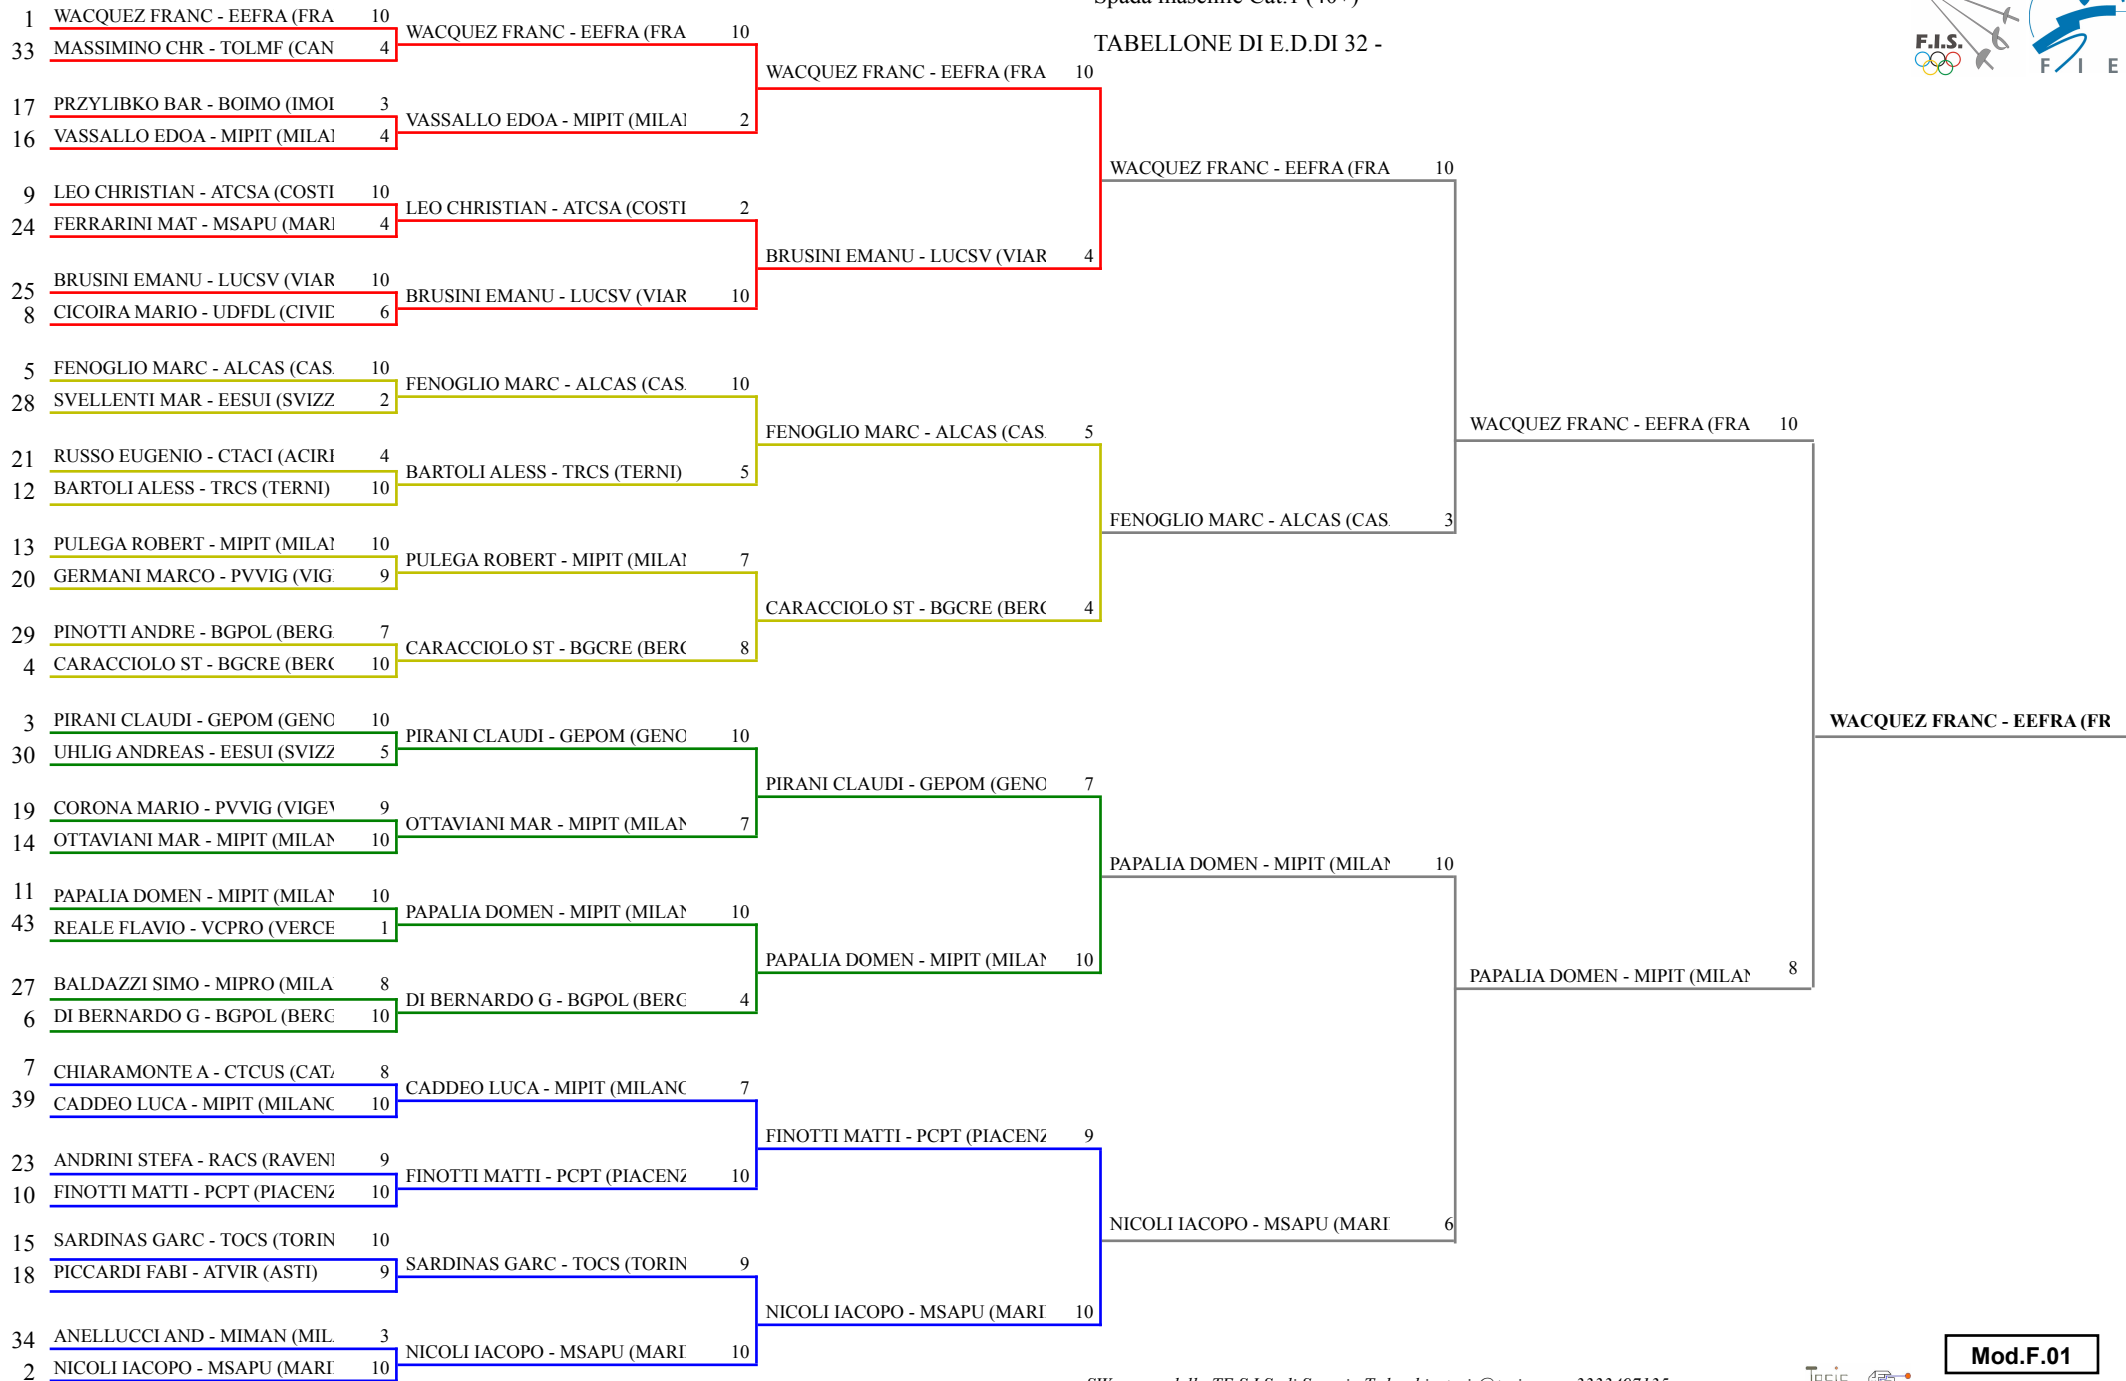 Spada maschile Cat.1 (40+)
TABELLONE DI E.D.DI 32 -
F.I.S.
F I E
1 WACQUEZ FRANC - EEFRA (FRA 10
33 MASSIMINO CHR - TOLMF (CAN 4
17 PRZYLIBKO BAR - BOIMO (IMOI 3
16 VASSALLO EDOA - MIPIT (MILAI 4
9 LEO CHRISTIAN - ATCSA (COSTI 10
24 FERRARINI MAT - MSAPU (MARI 4
25 BRUSINI EMANU - LUCSV (VIAR 10
8 CICOIRA MARIO - UDFDL (CIVIE 6
5 FENOGLIO MARC - ALCAS (CAS. 10
28 SVELLENTI MAR - EESUI (SVIZZ 2
21 RUSSO EUGENIO - CTACI (ACIRI 4
12 BARTOLI ALESS - TRCS (TERNI) 10
13 PULEGA ROBERT - MIPIT (MILAN 10
20 GERMANI MARCO - PVVIG (VIG 9
29 PINOTTI ANDRE - BGPOL (BERG 7
4 CARACCIOLO ST - BGCRE (BERG 10
3 PIRANI CLAUDI - GEPOM (GENO 10
30 UHLIG ANDREAS - EESUI (SVIZZ 5
19 CORONA MARIO - PVVIG (VIGEV 9
14 OTTAVIANI MAR - MIPIT (MILAN 10
11 PAPALIA DOMEN - MIPIT (MILAN 10
43 REALE FLAVIO - VCPRO (VERCE 1
27 BALDAZZI SIMO - MIPRO (MILA 8
6 DI BERNARDO G - BGPOL (BERG 10
7 CHIARAMONTE A - CTCUS (CATA 8
39 CADDEO LUCA - MIPIT (MILANO 10
23 ANDRINI STEFA - RACS (RAVENI 9
10 FINOTTI MATTI - PCPT (PIACENZ 10
15 SARDINAS GARC - TOCS (TORIN 10
18 PICCARDI FABI - ATVIR (ASTI) 9
34 ANELLUCCI AND - MIMAN (MIL 3
2 NICOLI IACOPO - MSAPU (MARI 10
WACQUEZ FRANC - EEFRA (FRA 10
VASSALLO EDOA - MIPIT (MILAI 2
LEO CHRISTIAN - ATCSA (COSTI 2
BRUSINI EMANU - LUCSV (VIAR 10
FENOGLIO MARC - ALCAS (CAS. 10
BARTOLI ALESS - TRCS (TERNI) 5
PULEGA ROBERT - MIPIT (MILAN 7
CARACCIOLO ST - BGCRE (BERG 8
PIRANI CLAUDI - GEPOM (GENO 10
OTTAVIANI MAR - MIPIT (MILAN 7
PAPALIA DOMEN - MIPIT (MILAN 10
DI BERNARDO G - BGPOL (BERG 4
CADDEO LUCA - MIPIT (MILANO 7
FINOTTI MATTI - PCPT (PIACENZ 10
SARDINAS GARC - TOCS (TORIN 9
NICOLI IACOPO - MSAPU (MARI 10
WACQUEZ FRANC - EEFRA (FRA 10
BRUSINI EMANU - LUCSV (VIAR 4
FENOGLIO MARC - ALCAS (CAS. 5
CARACCIOLO ST - BGCRE (BERG 4
PIRANI CLAUDI - GEPOM (GENO 7
PAPALIA DOMEN - MIPIT (MILAN 10
FINOTTI MATTI - PCPT (PIACENZ 9
NICOLI IACOPO - MSAPU (MARI 10
WACQUEZ FRANC - EEFRA (FRA 10
FENOGLIO MARC - ALCAS (CAS. 3
PAPALIA DOMEN - MIPIT (MILAN 10
NICOLI IACOPO - MSAPU (MARI 6
WACQUEZ FRANC - EEFRA (FRA 10
PAPALIA DOMEN - MIPIT (MILAN 8
WACQUEZ FRANC - EEFRA (FR
Mod.F.01